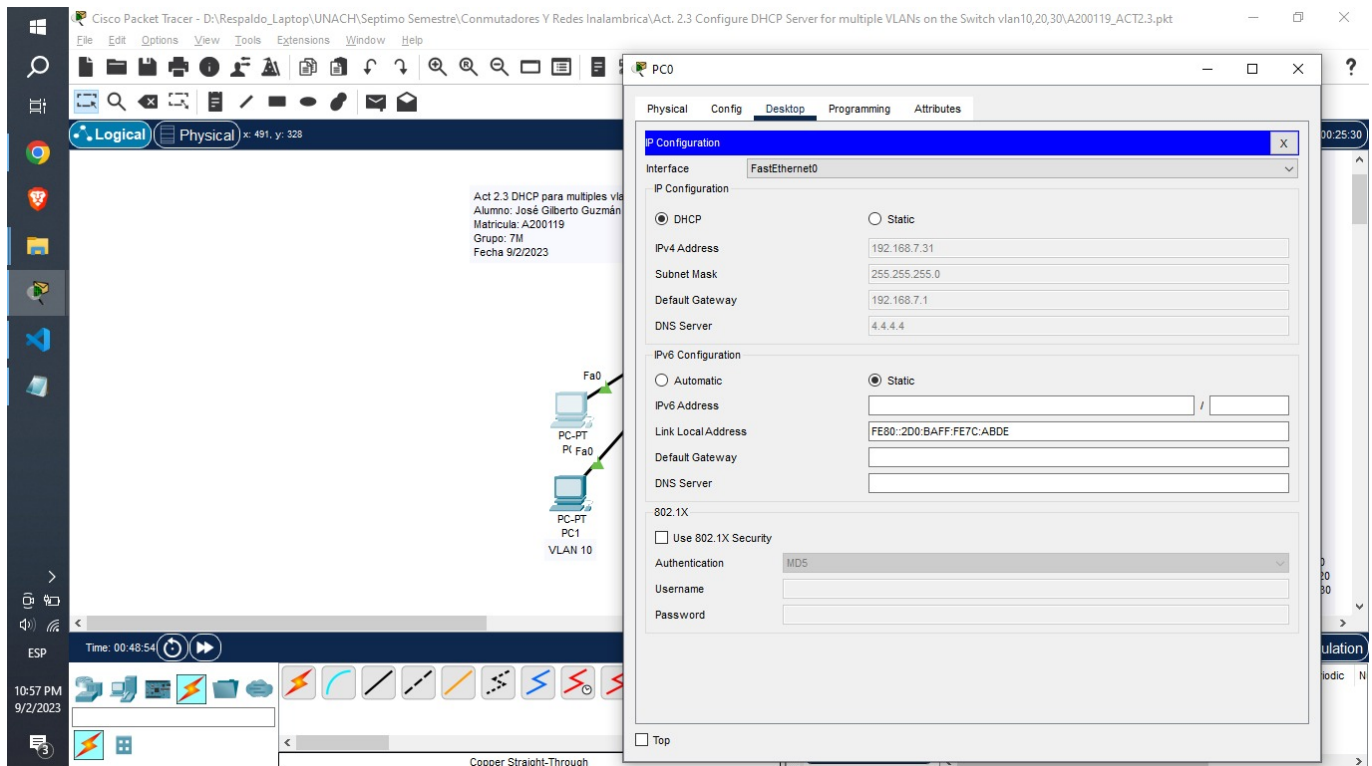 Cisco Packet Tracer - D:\Respaldo_Laptop\UNACH\Septimo Semestre\Conmutadores Y Redes Inalambrica\Act. 2.3 Configure DHCP Server for multiple VLANs on the Switch vlan10,20,30\A200119_ACT2.3.pkt
File Edit Options View Tools Extensions Window Help
PC0
Physical Config Desktop Programming Attributes
Logical Physical x: 491, y: 328
00:25:30
IP Configuration X
Interface FastEthernet0
IP Configuration
DHCP Static
IPv4 Address 192.168.7.31
Subnet Mask 255.255.255.0
Default Gateway 192.168.7.1
DNS Server 4.4.4.4
IPv6 Configuration
Automatic Static
IPv6 Address /
Link Local Address FE80::2D0:BAFF:FE7C:ABDE
Default Gateway
DNS Server
802.1X
Use 802.1X Security
Authentication MD5
Username
Password
Top
Act 2.3 DHCP para multiples vla
Alumno: José Gilberto Guzmán
Matricula: A200119
Grupo: 7M
Fecha 9/2/2023
Fa0
PC-PT
P( Fa0
PC-PT
PC1
VLAN 10
0
20
30
Time: 00:48:54
ulation
iodic N
Copper Straight-Through
ESP
10:57 PM
9/2/2023
3